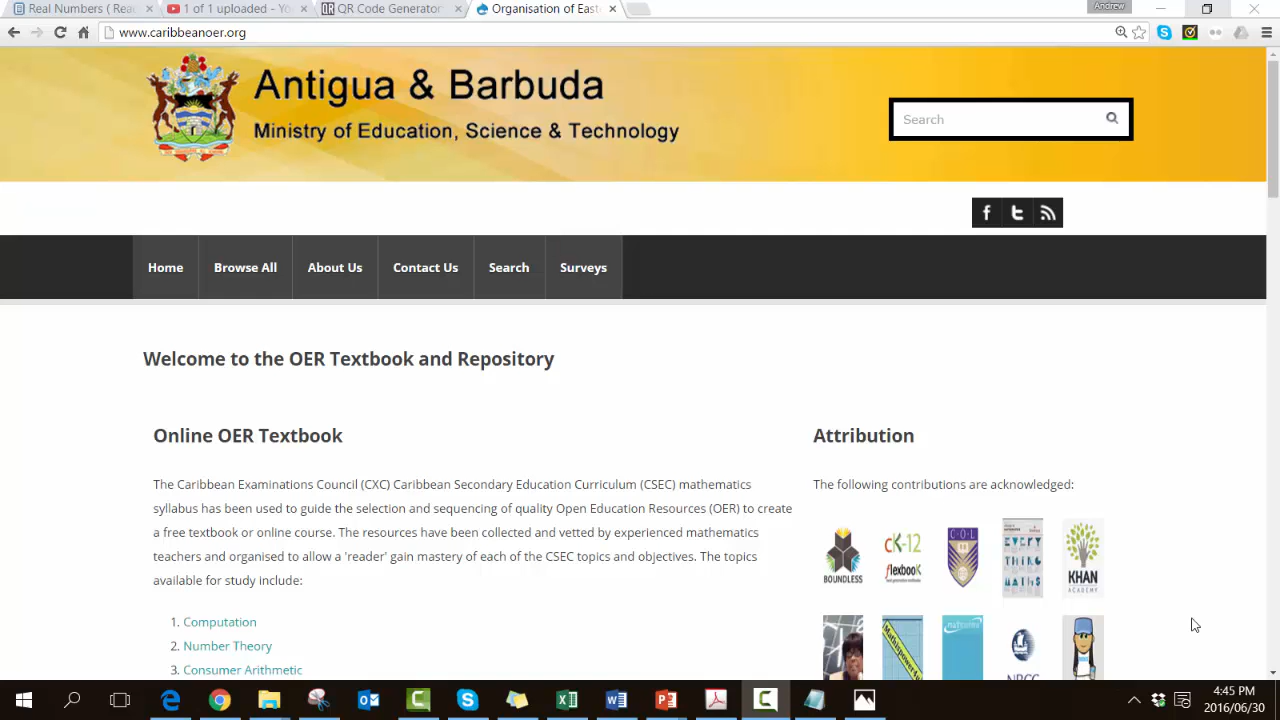 Real Numbers ( Rea
1 of 1 uploaded - Yo
QR Code Generator
Organisation of East
Andrew
www.caribbeanoer.org
Antigua & Barbuda
Ministry of Education, Science & Technology
Search
Home
Browse All
About Us
Contact Us
Search
Surveys
Welcome to the OER Textbook and Repository
Online OER Textbook
The Caribbean Examinations Council (CXC) Caribbean Secondary Education Curriculum (CSEC) mathematics
syllabus has been used to guide the selection and sequencing of quality Open Education Resources (OER) to create
a free textbook or online course. The resources have been collected and vetted by experienced mathematics
teachers and organised to allow a 'reader' gain mastery of each of the CSEC topics and objectives. The topics
available for study include:
1. Computation
2. Number Theory
3. Consumer Arithmetic
Attribution
The following contributions are acknowledged:
BOUNDLESS
cK-12
flexbook
C·O·L
EVERY
THING
MATHS
KHAN
ACADEMY
4:45 PM
2016/06/30